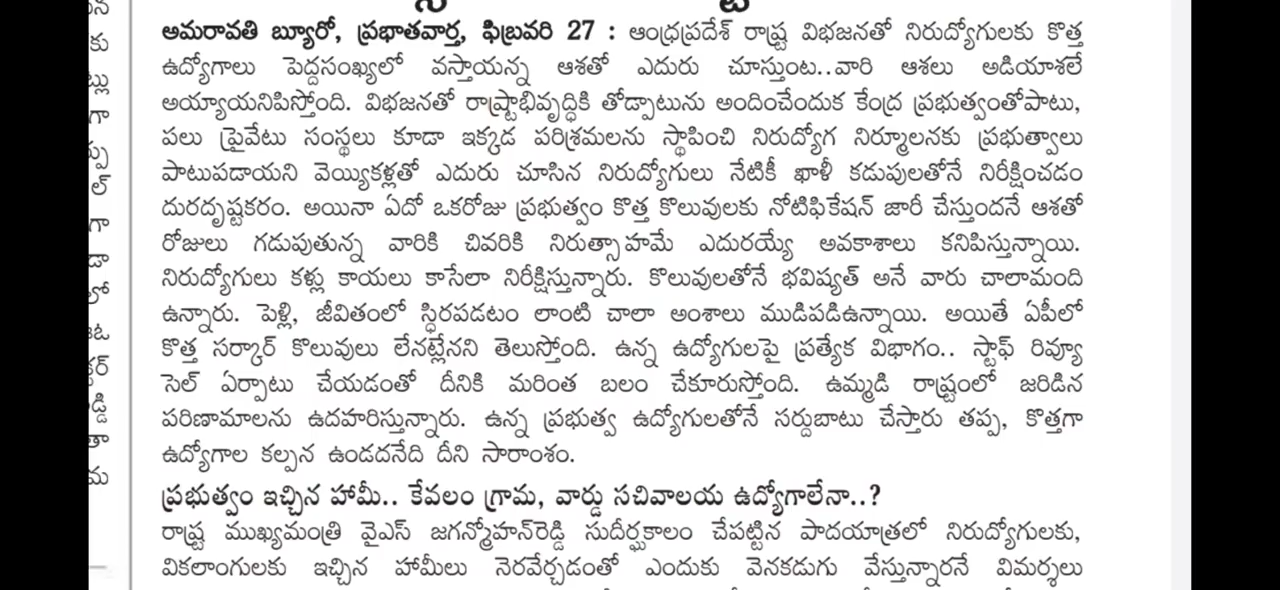 అమరావతి బ్యూరో, ప్రభాతవార్త, ఫిబ్రవరి 27 : ఆంధ్రప్రదేశ్ రాష్ట్ర విభజనతో నిరుద్యోగులకు కొత్త
ఉద్యోగాలు పెద్దసంఖ్యలో వస్తాయన్న ఆశతో ఎదురు చూస్తుంట..వారి ఆశలు అడియాశలే
అయ్యాయనిపిస్తోంది. విభజనతో రాష్ట్రాభివృద్ధికి తోడ్పాటును అందించేందుక కేంద్ర ప్రభుత్వంతోపాటు,
పలు ప్రైవేటు సంస్థలు కూడా ఇక్కడ పరిశ్రమలను స్థాపించి నిరుద్యోగ నిర్మూలనకు ప్రభుత్వాలు
పాటుపడాయని వెయ్యికళ్లతో ఎదురు చూసిన నిరుద్యోగులు నేటికీ ఖాళీ కడుపులతోనే నిరీక్షించడం
దురదృష్టకరం. అయినా ఏదో ఒకరోజు ప్రభుత్వం కొత్త కొలువులకు నోటిఫికేషన్ జారీ చేస్తుందనే ఆశతో
రోజులు గడుపుతున్న వారికి చివరికి నిరుత్సాహమే ఎదురయ్యే అవకాశాలు కనిపిస్తున్నాయి.
నిరుద్యోగులు కళ్లు కాయలు కాసేలా నిరీక్షిస్తున్నారు. కొలువులతోనే భవిష్యత్ అనే వారు చాలామంది
ఉన్నారు. పెళ్లి, జీవితంలో స్థిరపడటం లాంటి చాలా అంశాలు ముడిపడిఉన్నాయి. అయితే ఏపీలో
కొత్త సర్కార్ కొలువులు లేనట్లేనని తెలుస్తోంది. ఉన్న ఉద్యోగులపై ప్రత్యేక విభాగం.. స్టాఫ్ రివ్యూ
సెల్ ఏర్పాటు చేయడంతో దీనికి మరింత బలం చేకూరుస్తోంది. ఉమ్మడి రాష్ట్రంలో జరిడిన
పరిణామాలను ఉదహరిస్తున్నారు. ఉన్న ప్రభుత్వ ఉద్యోగులతోనే సర్దుబాటు చేస్తారు తప్ప, కొత్తగా
ఉద్యోగాల కల్పన ఉండదనేది దీని సారాంశం.
ప్రభుత్వం ఇచ్చిన హామీ.. కేవలం గ్రామ, వార్డు సచివాలయ ఉద్యోగాలేనా..?
రాష్ట్ర ముఖ్యమంత్రి వైఎస్ జగన్మోహన్‌రెడ్డి సుదీర్ఘకాలం చేపట్టిన పాదయాత్రలో నిరుద్యోగులకు,
వికలాంగులకు ఇచ్చిన హామీలు నెరవేర్చడంతో ఎందుకు వెనకడుగు వేస్తున్నారనే విమర్శలు